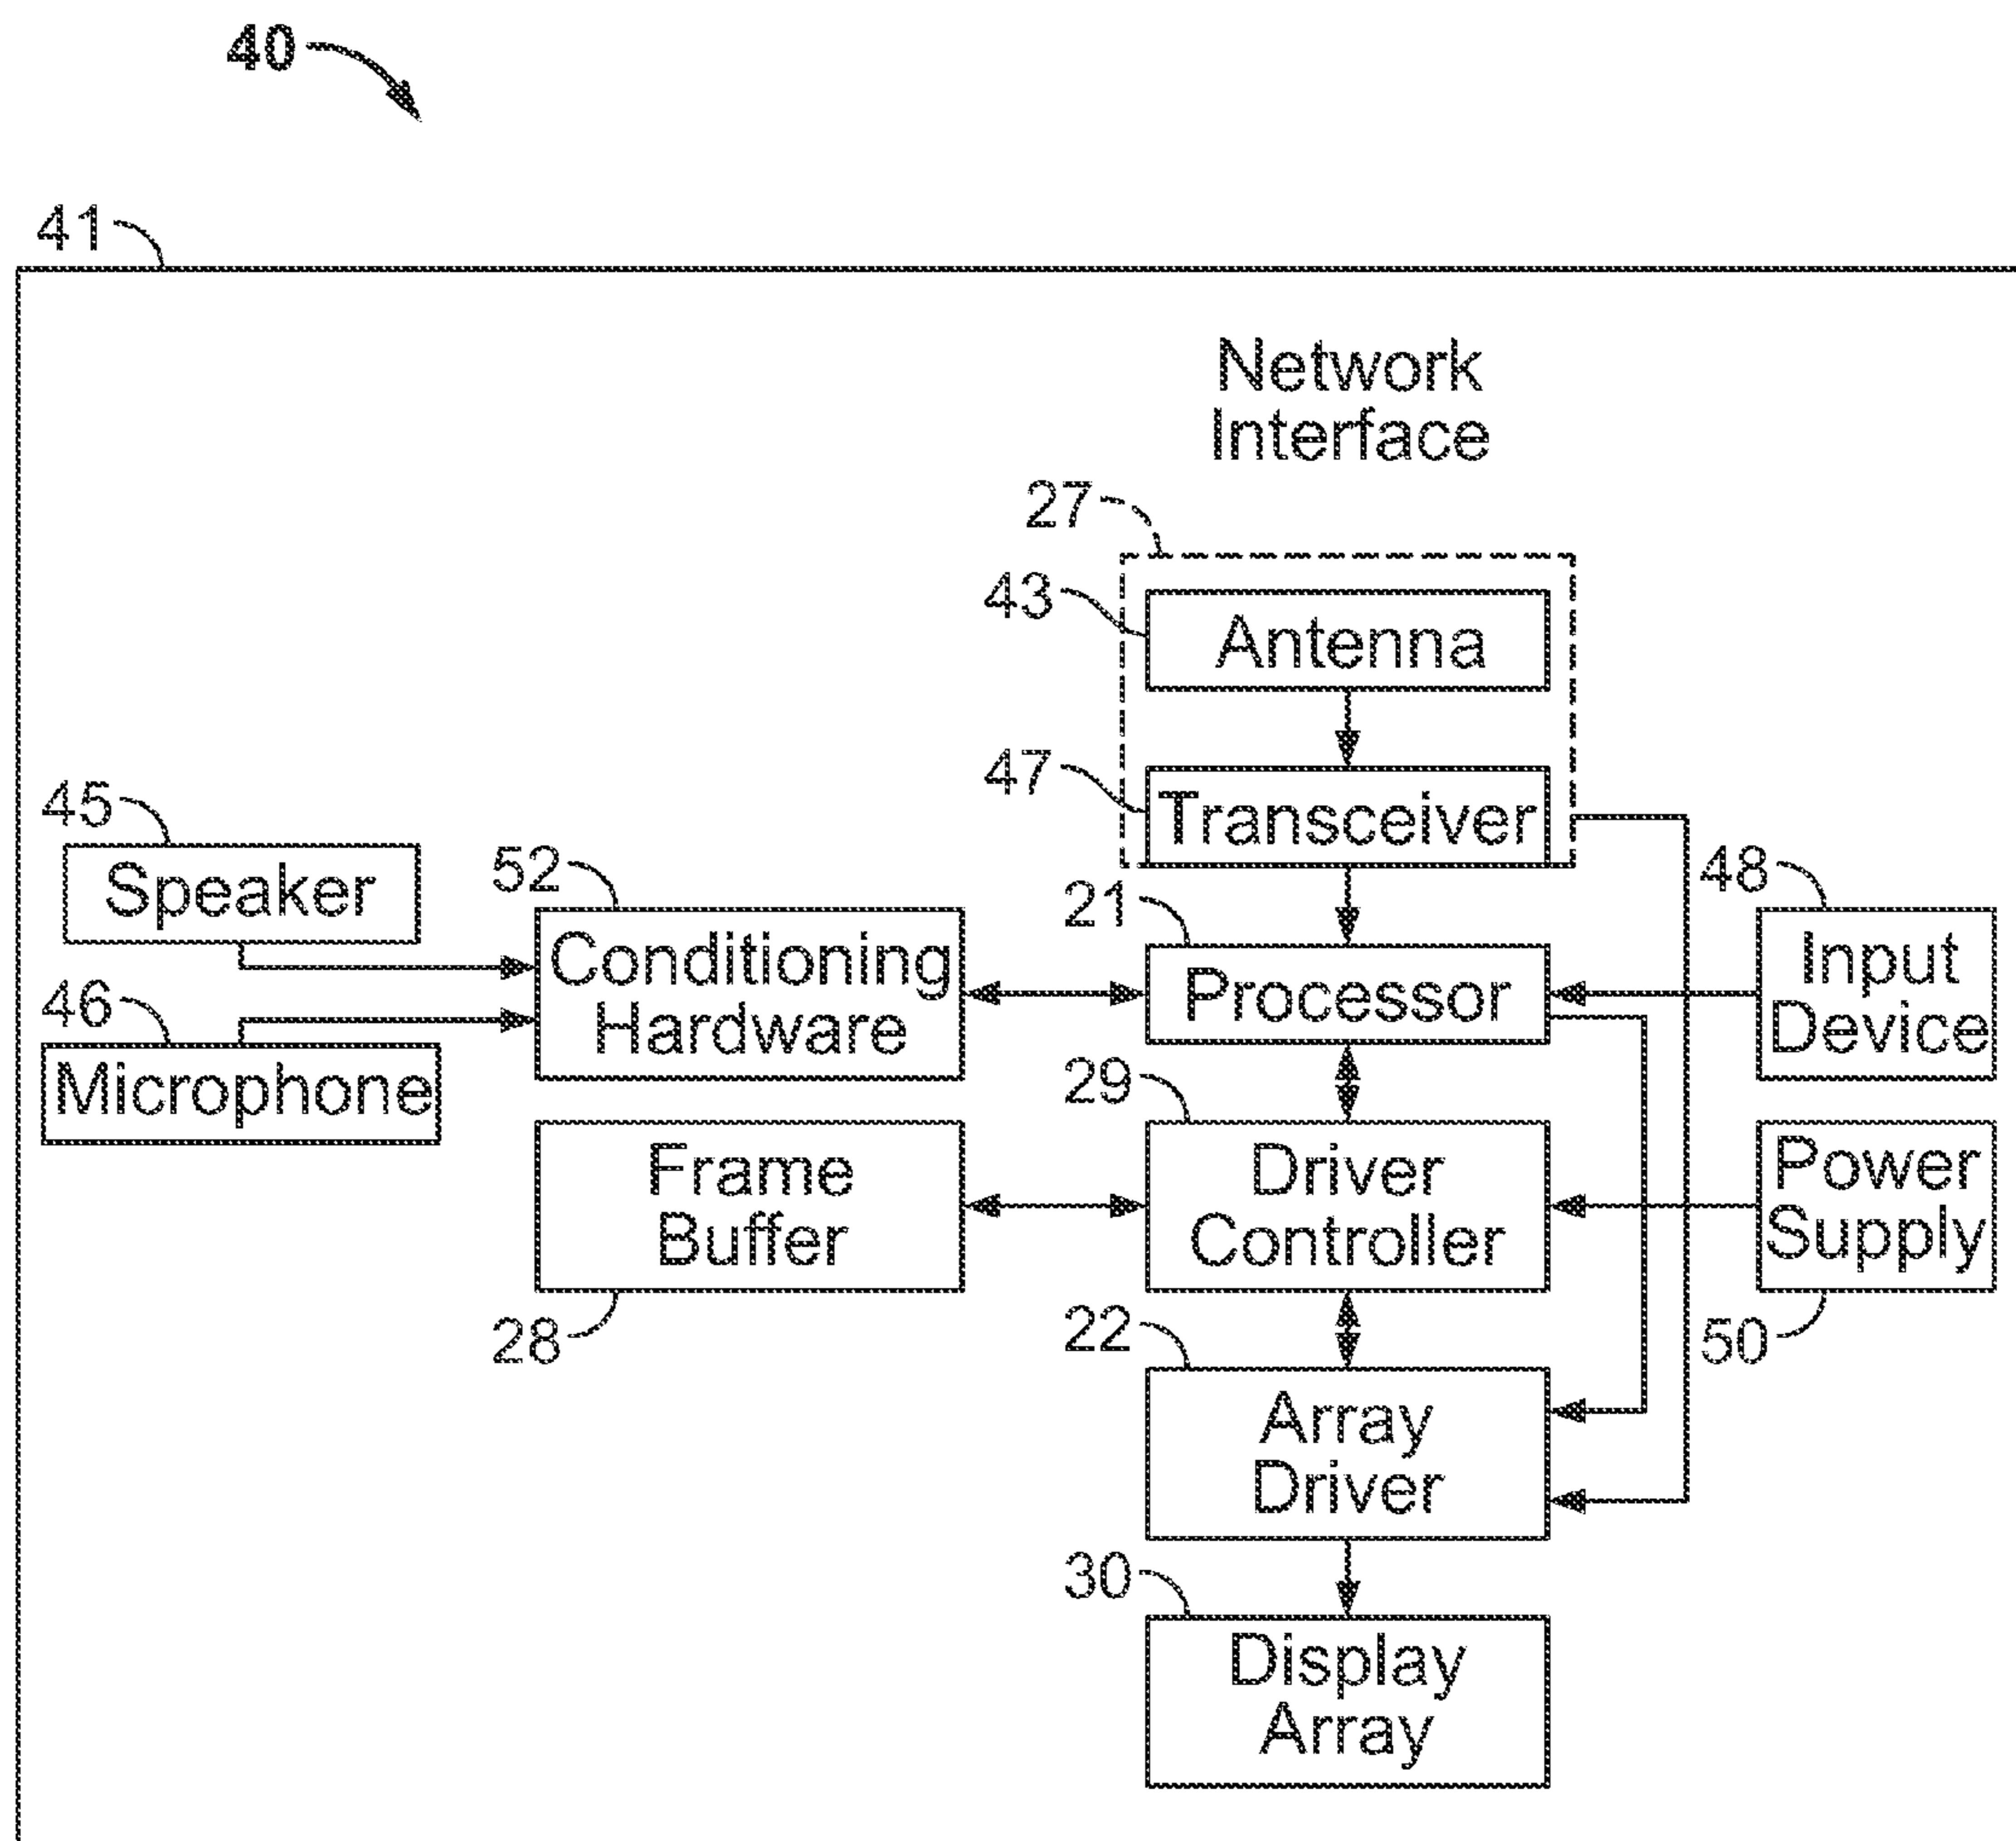 40
41
Network
Interface
27
43
Antenna
47
Transceiver
45
Speaker
52
Conditioning
Hardware
21
Processor
48
Input
Device
46
Microphone
29
Driver
Controller
Frame
Buffer
28
Power
Supply
50
22
Array
Driver
30
Display
Array